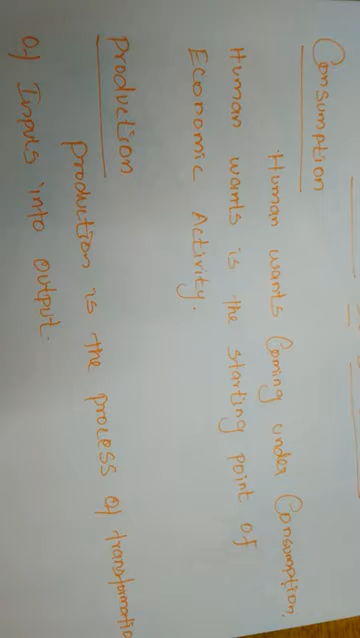 Consumption
Human wants Coming under Consumption.
Human wants is the starting point of
Economic Activity.
Production
Production is the process of transformatio
of Inputs into output.